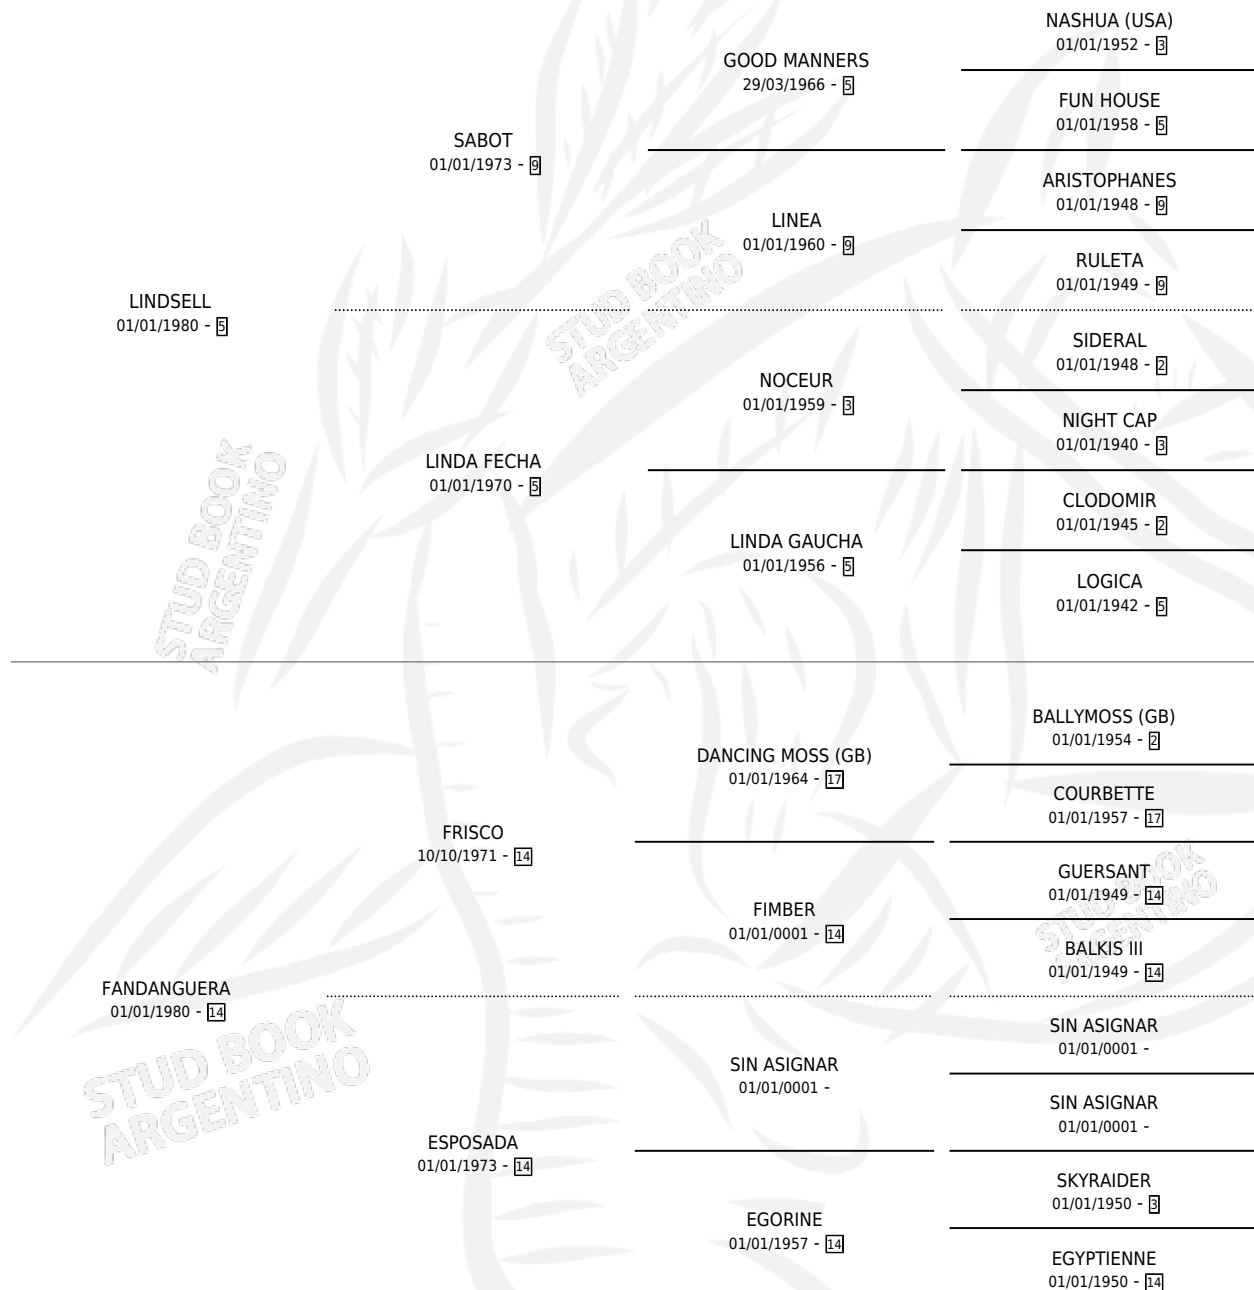 NASHUA (USA)
01/01/1952 - 3
GOOD MANNERS
29/03/1966 - 5
FUN HOUSE
01/01/1958 - 5
SABOT
01/01/1973 - 9
ARISTOPHANES
01/01/1948 - 9
LINEA
01/01/1960 - 9
RULETA
01/01/1949 - 9
LINDSELL
01/01/1980 - 5
SIDERAL
01/01/1948 - 2
NOCEUR
01/01/1959 - 3
NIGHT CAP
01/01/1940 - 3
LINDA FECHA
01/01/1970 - 5
CLODOMIR
01/01/1945 - 2
LINDA GAUCHA
01/01/1956 - 5
LOGICA
01/01/1942 - 5
BALLYMOSS (GB)
01/01/1954 - 2
DANCING MOSS (GB)
01/01/1964 - 17
COURBETTE
01/01/1957 - 17
FRISCO
10/10/1971 - 14
GUERSANT
01/01/1949 - 14
FIMBER
01/01/0001 - 14
BALKIS III
01/01/1949 - 14
FANDANGUERA
01/01/1980 - 14
SIN ASIGNAR
01/01/0001 -
SIN ASIGNAR
01/01/0001 -
SIN ASIGNAR
01/01/0001 -
ESPOSADA
01/01/1973 - 14
SKYRAIDER
01/01/1950 - 3
EGORINE
01/01/1957 - 14
EGYPTIENNE
01/01/1950 - 14
STUD BOOK
ARGENTINO
STUD BOOK
ARGENTINO
STUD BOOK
ARGENTINO
STUD BOOK
ARGENTINO